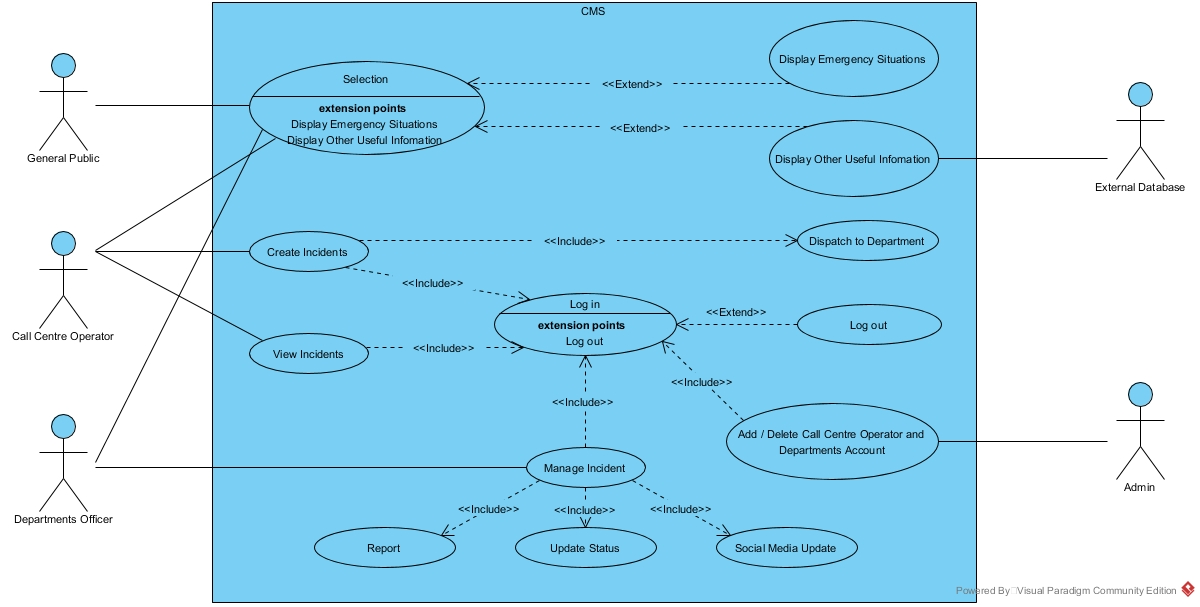 CMS
Display Emergency Situations
Selection
<<Extend>>
extension points
Display Emergency Situations
<<Extend>>
Display Other Useful Infomation
General Public
Display Other Useful Infomation
External Database
Create Incidents
<<Include>>
Dispatch to Department
<<Include>>
Log in
<<Extend>>
extension points
Log out
Log out
Call Centre Operator
View Incidents
<<Include>>
<<Include>>
<<Include>>
Add / Delete Call Centre Operator and
Departments Account
Manage Incident
Admin
<<Include>>
<<Include>>
<<Include>>
Departments Officer
Report
Update Status
Social Media Update
Powered By Visual Paradigm Community Edition